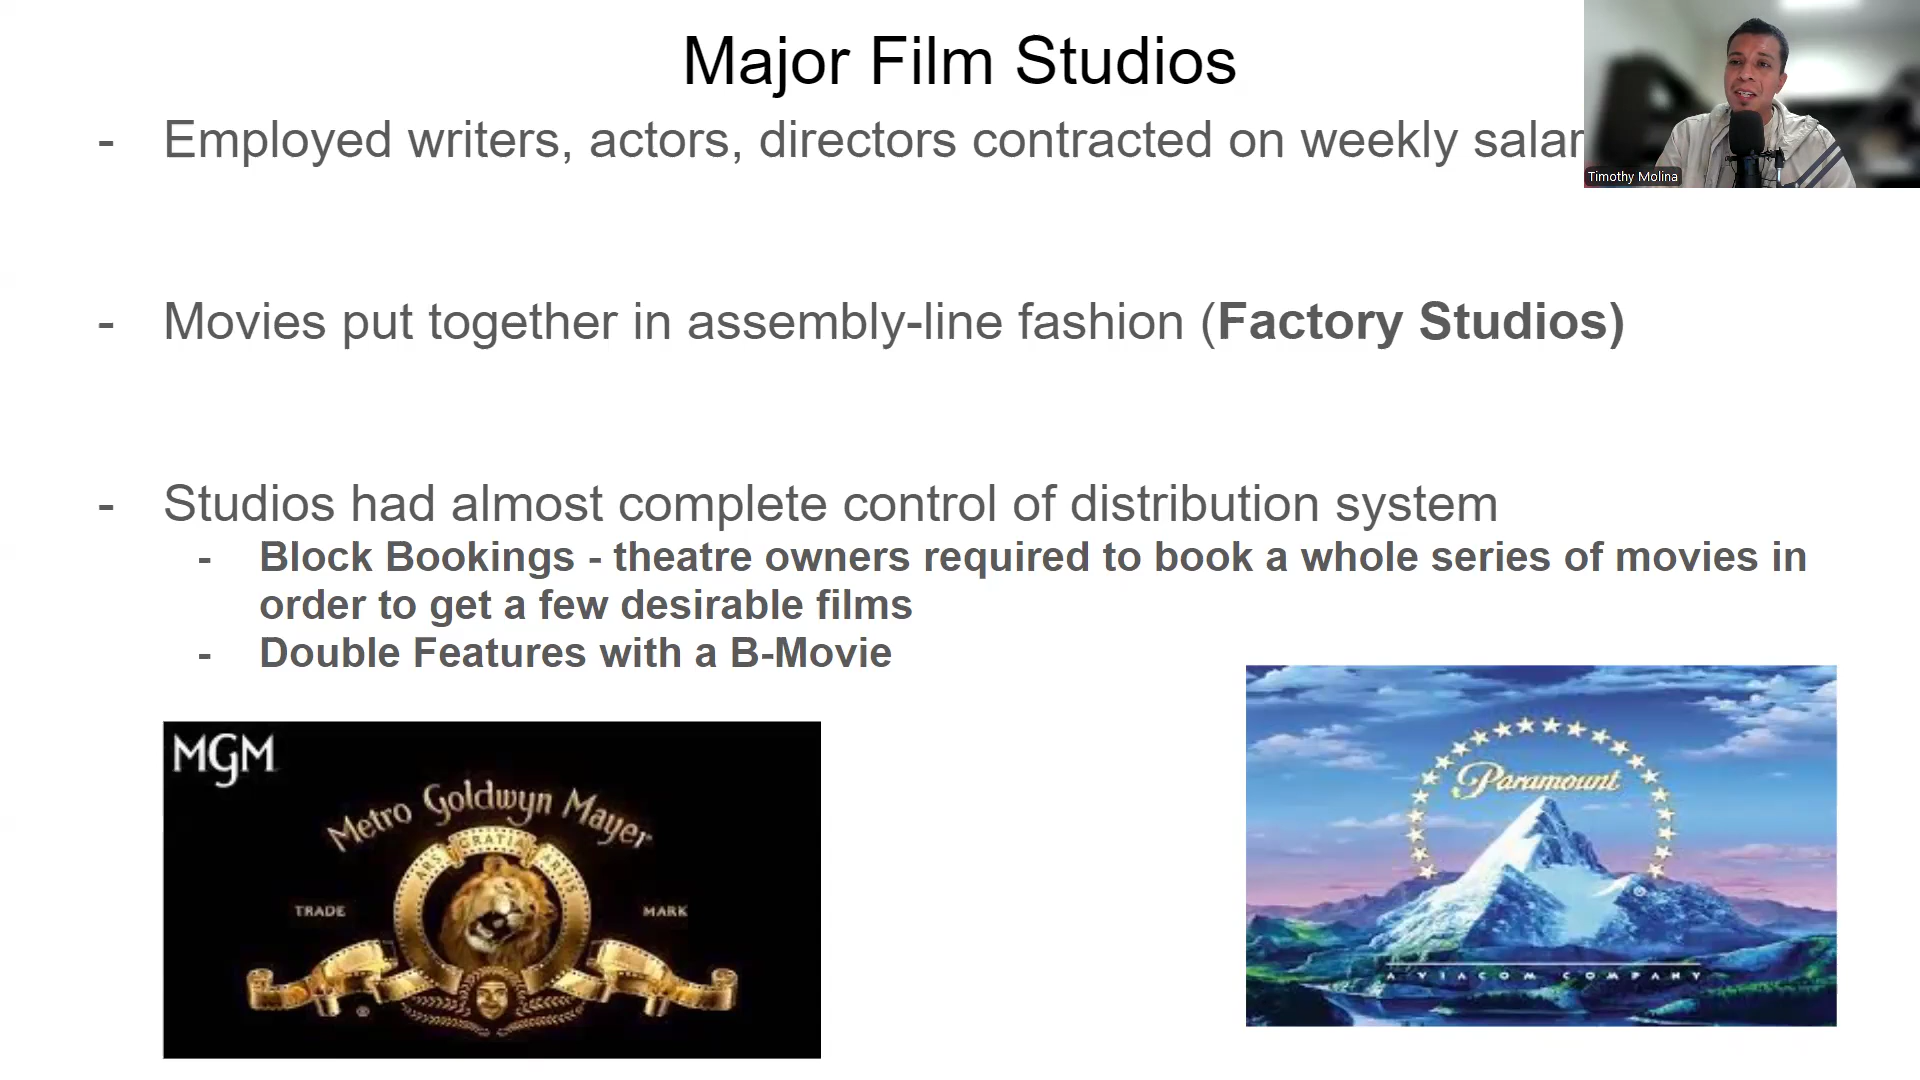 Major Film Studios
- Employed writers, actors, directors contracted on weekly salar
Timothy Molina
- Movies put together in assembly-line fashion (Factory Studios)
- Studios had almost complete control of distribution system
- Block Bookings - theatre owners required to book a whole series of movies in
order to get a few desirable films
- Double Features with a B-Movie
MGM
Metro Goldwyn Mayer
ARS GRATIA ARTIS
TRADE MARK
®
Paramount
®
A VIACOM COMPANY